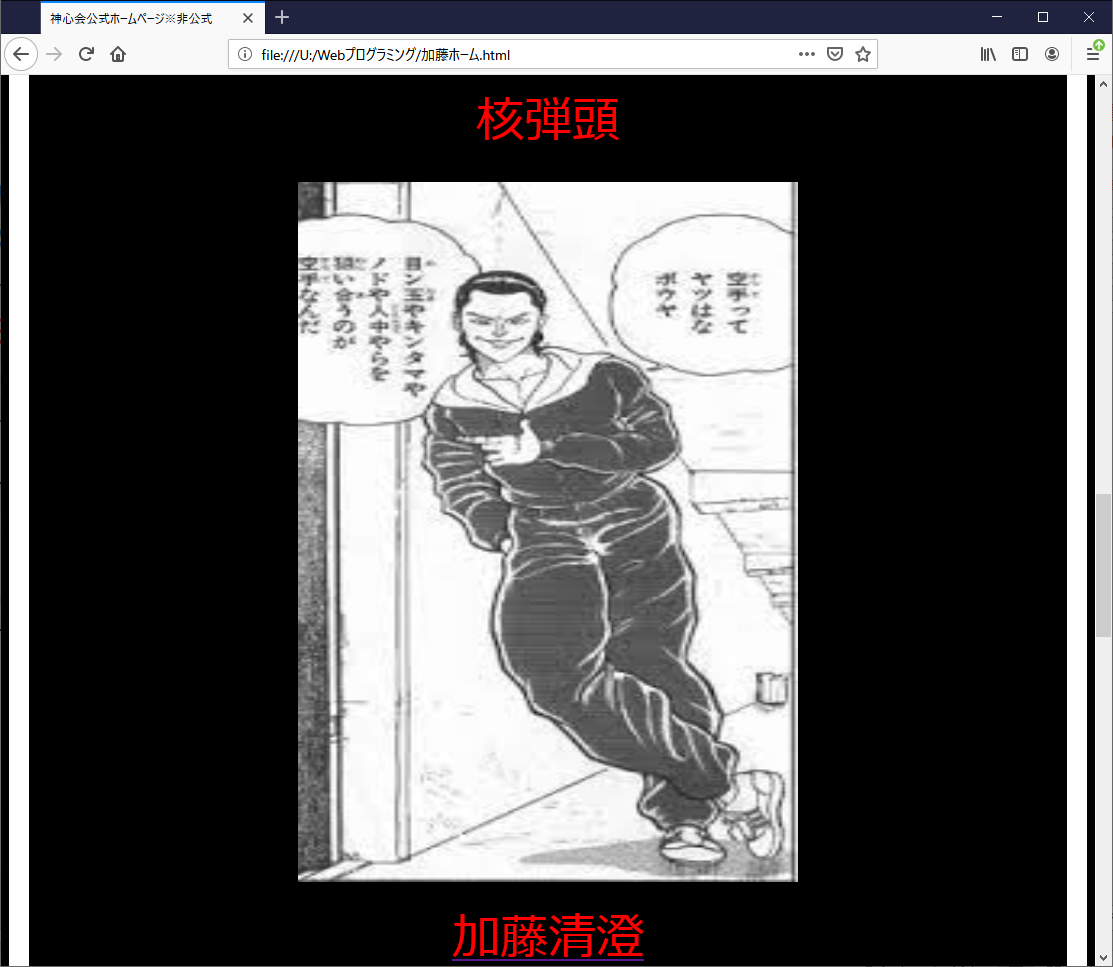 神心会公式ホームページ※非公式
file:///U:/Webプログラミング/加藤ホーム.html
核弾頭
空手って
ヤツはな
ボウヤ
目ン玉やキンタマや
ノドや人中やらを
狙い合うのが
空手なんだ
加藤清澄